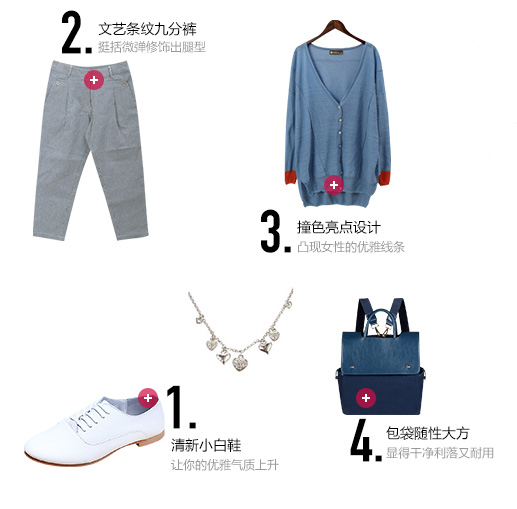 2.
文艺条纹九分裤
挺括微弹修饰出腿型
3.
撞色亮点设计
凸现女性的优雅线条
1.
清新小白鞋
让你的优雅气质上升
4.
包袋随性大方
显得干净利落又耐用